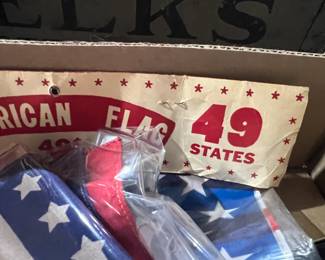 ELKS
RICAN FLAG
49
STATES